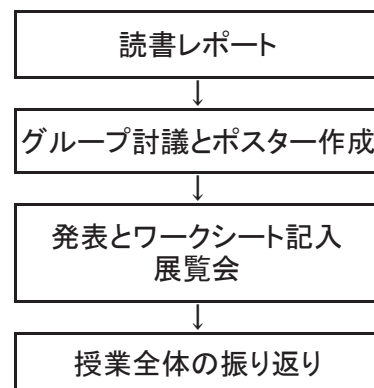 読書レポート
↓
グループ討議とポスター作成
↓
発表とワークシート記入
展覧会
↓
授業全体の振り返り